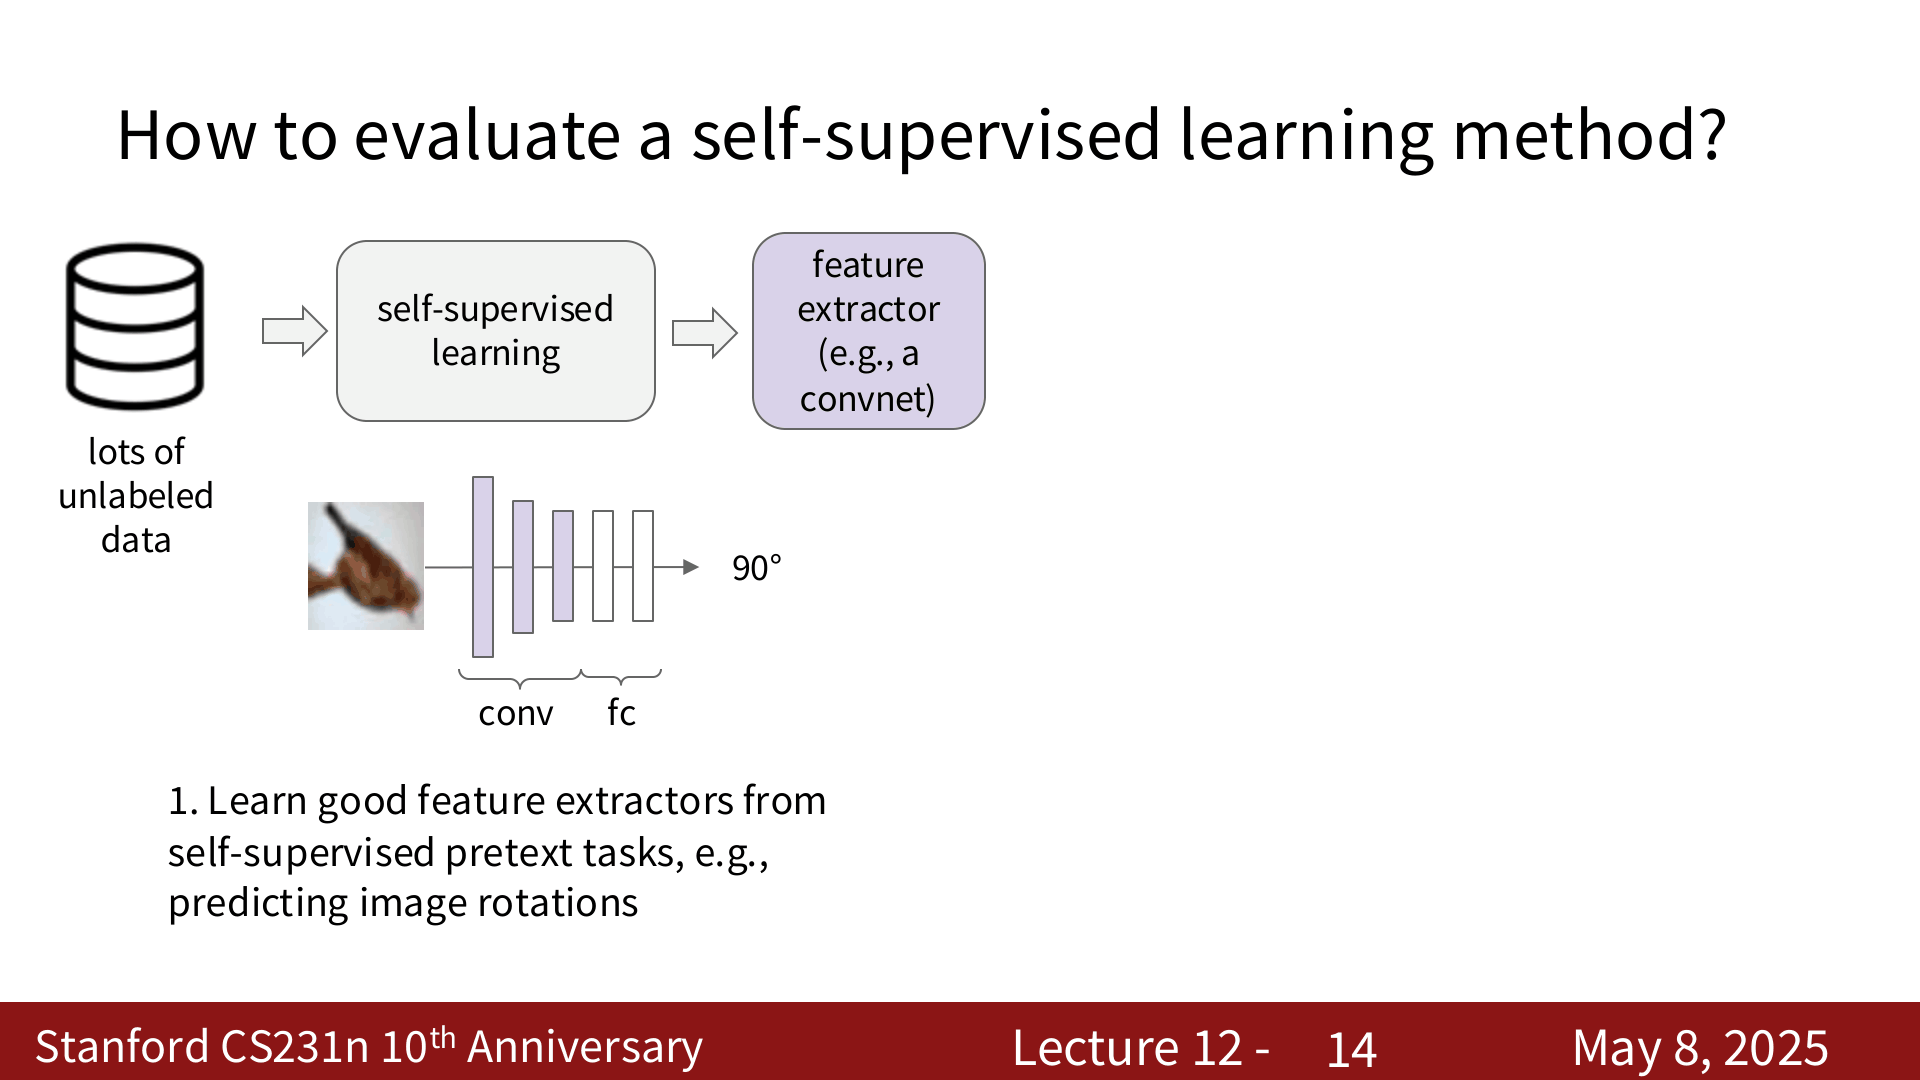 How to evaluate a self-supervised learning method?
lots of
unlabeled
data
self-supervised
learning
feature
extractor
(e.g., a
convnet)
90°
conv
fc
1. Learn good feature extractors from
self-supervised pretext tasks, e.g.,
predicting image rotations
Stanford CS231n 10th Anniversary
Lecture 12 - 14
May 8, 2025